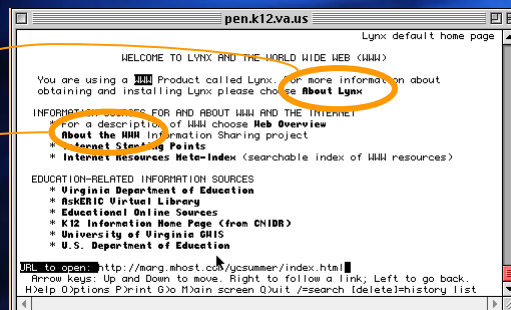 pen.k12.va.us
Lynx default home page
WELCOME TO LYNX AND THE WORLD WIDE WEB (WWW)
You are using a WWW Product called Lynx. For more information about
obtaining and installing Lynx please choose About Lynx
INFORMATION SOURCES FOR AND ABOUT WWW AND THE INTERNET
* For a description of WWW choose Web Overview
* About the WWW Information Sharing project
* Internet Starting Points
* Internet Resources Meta-Index (searchable index of WWW resources)
EDUCATION-RELATED INFORMATION SOURCES
* Virginia Department of Education
* AskERIC Virtual Library
* Educational Online Sources
* K12 Information Home Page (from CNIDR)
* University of Virginia GWIS
* U.S. Department of Education
URL to open: http://marg.mhost.com/ycsummer/index.html
Arrow keys: Up and Down to move. Right to follow a link; Left to go back.
H)elp O)ptions P)rint G)o M)ain screen Q)uit /=search [delete]=history list